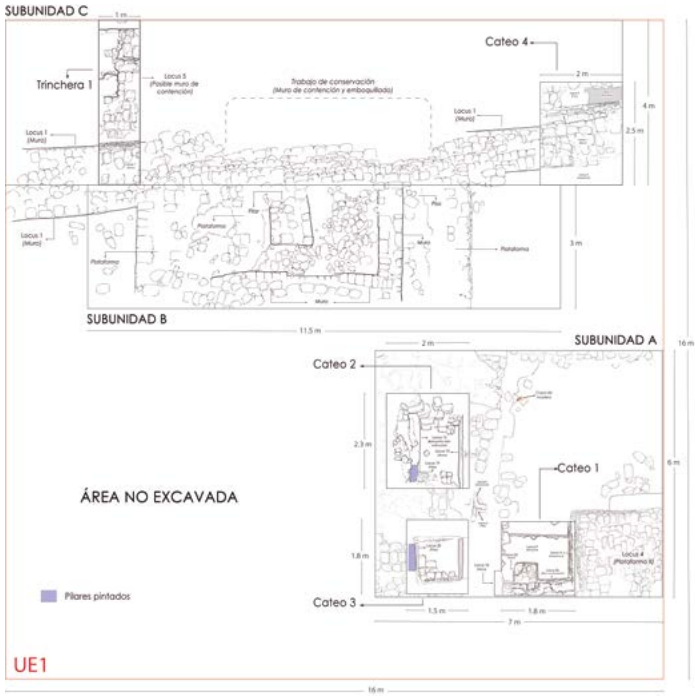 SUBUNIDAD C
1 m
Cateo 4
Trinchera 1
Locus 5
(Posible muro de
contención)
Trabajo de conservación
(Muro de contención y emboquillado)
2 m
4 m
2.5 m
Locus 1
(Muro)
Locus 1
(Muro)
Locus 1
(Muro)
Pilar
Pilar
Plataforma
Plataforma
Muro
Plataforma
3 m
Muro
SUBUNIDAD B
11.5 m
SUBUNIDAD A
16 m
2 m
Cateo 2
2.3 m
6 m
Cateo 1
ÁREA NO EXCAVADA
1.8 m
Locus 4
(Plataforma II)
Pilares pintados
Cateo 3
1.5 m
1.8 m
7 m
UE1
16 m